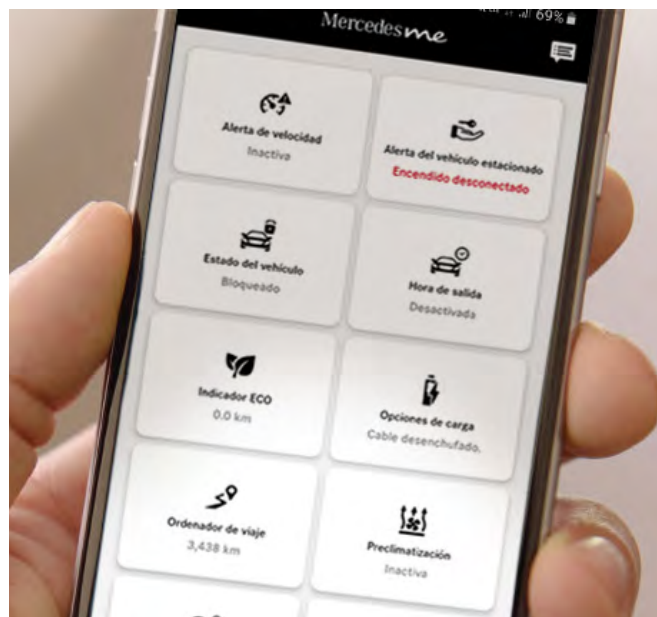 69%
Mercedes me
Alerta de velocidad
Inactiva
Alerta del vehículo estacionado
Encendido desconectado
Estado del vehículo
Bloqueado
Hora de salida
Desactivada
Indicador ECO
0.0 km
Opciones de carga
Cable desenchufado.
Ordenador de viaje
3,438 km
Preclimatización
Inactiva